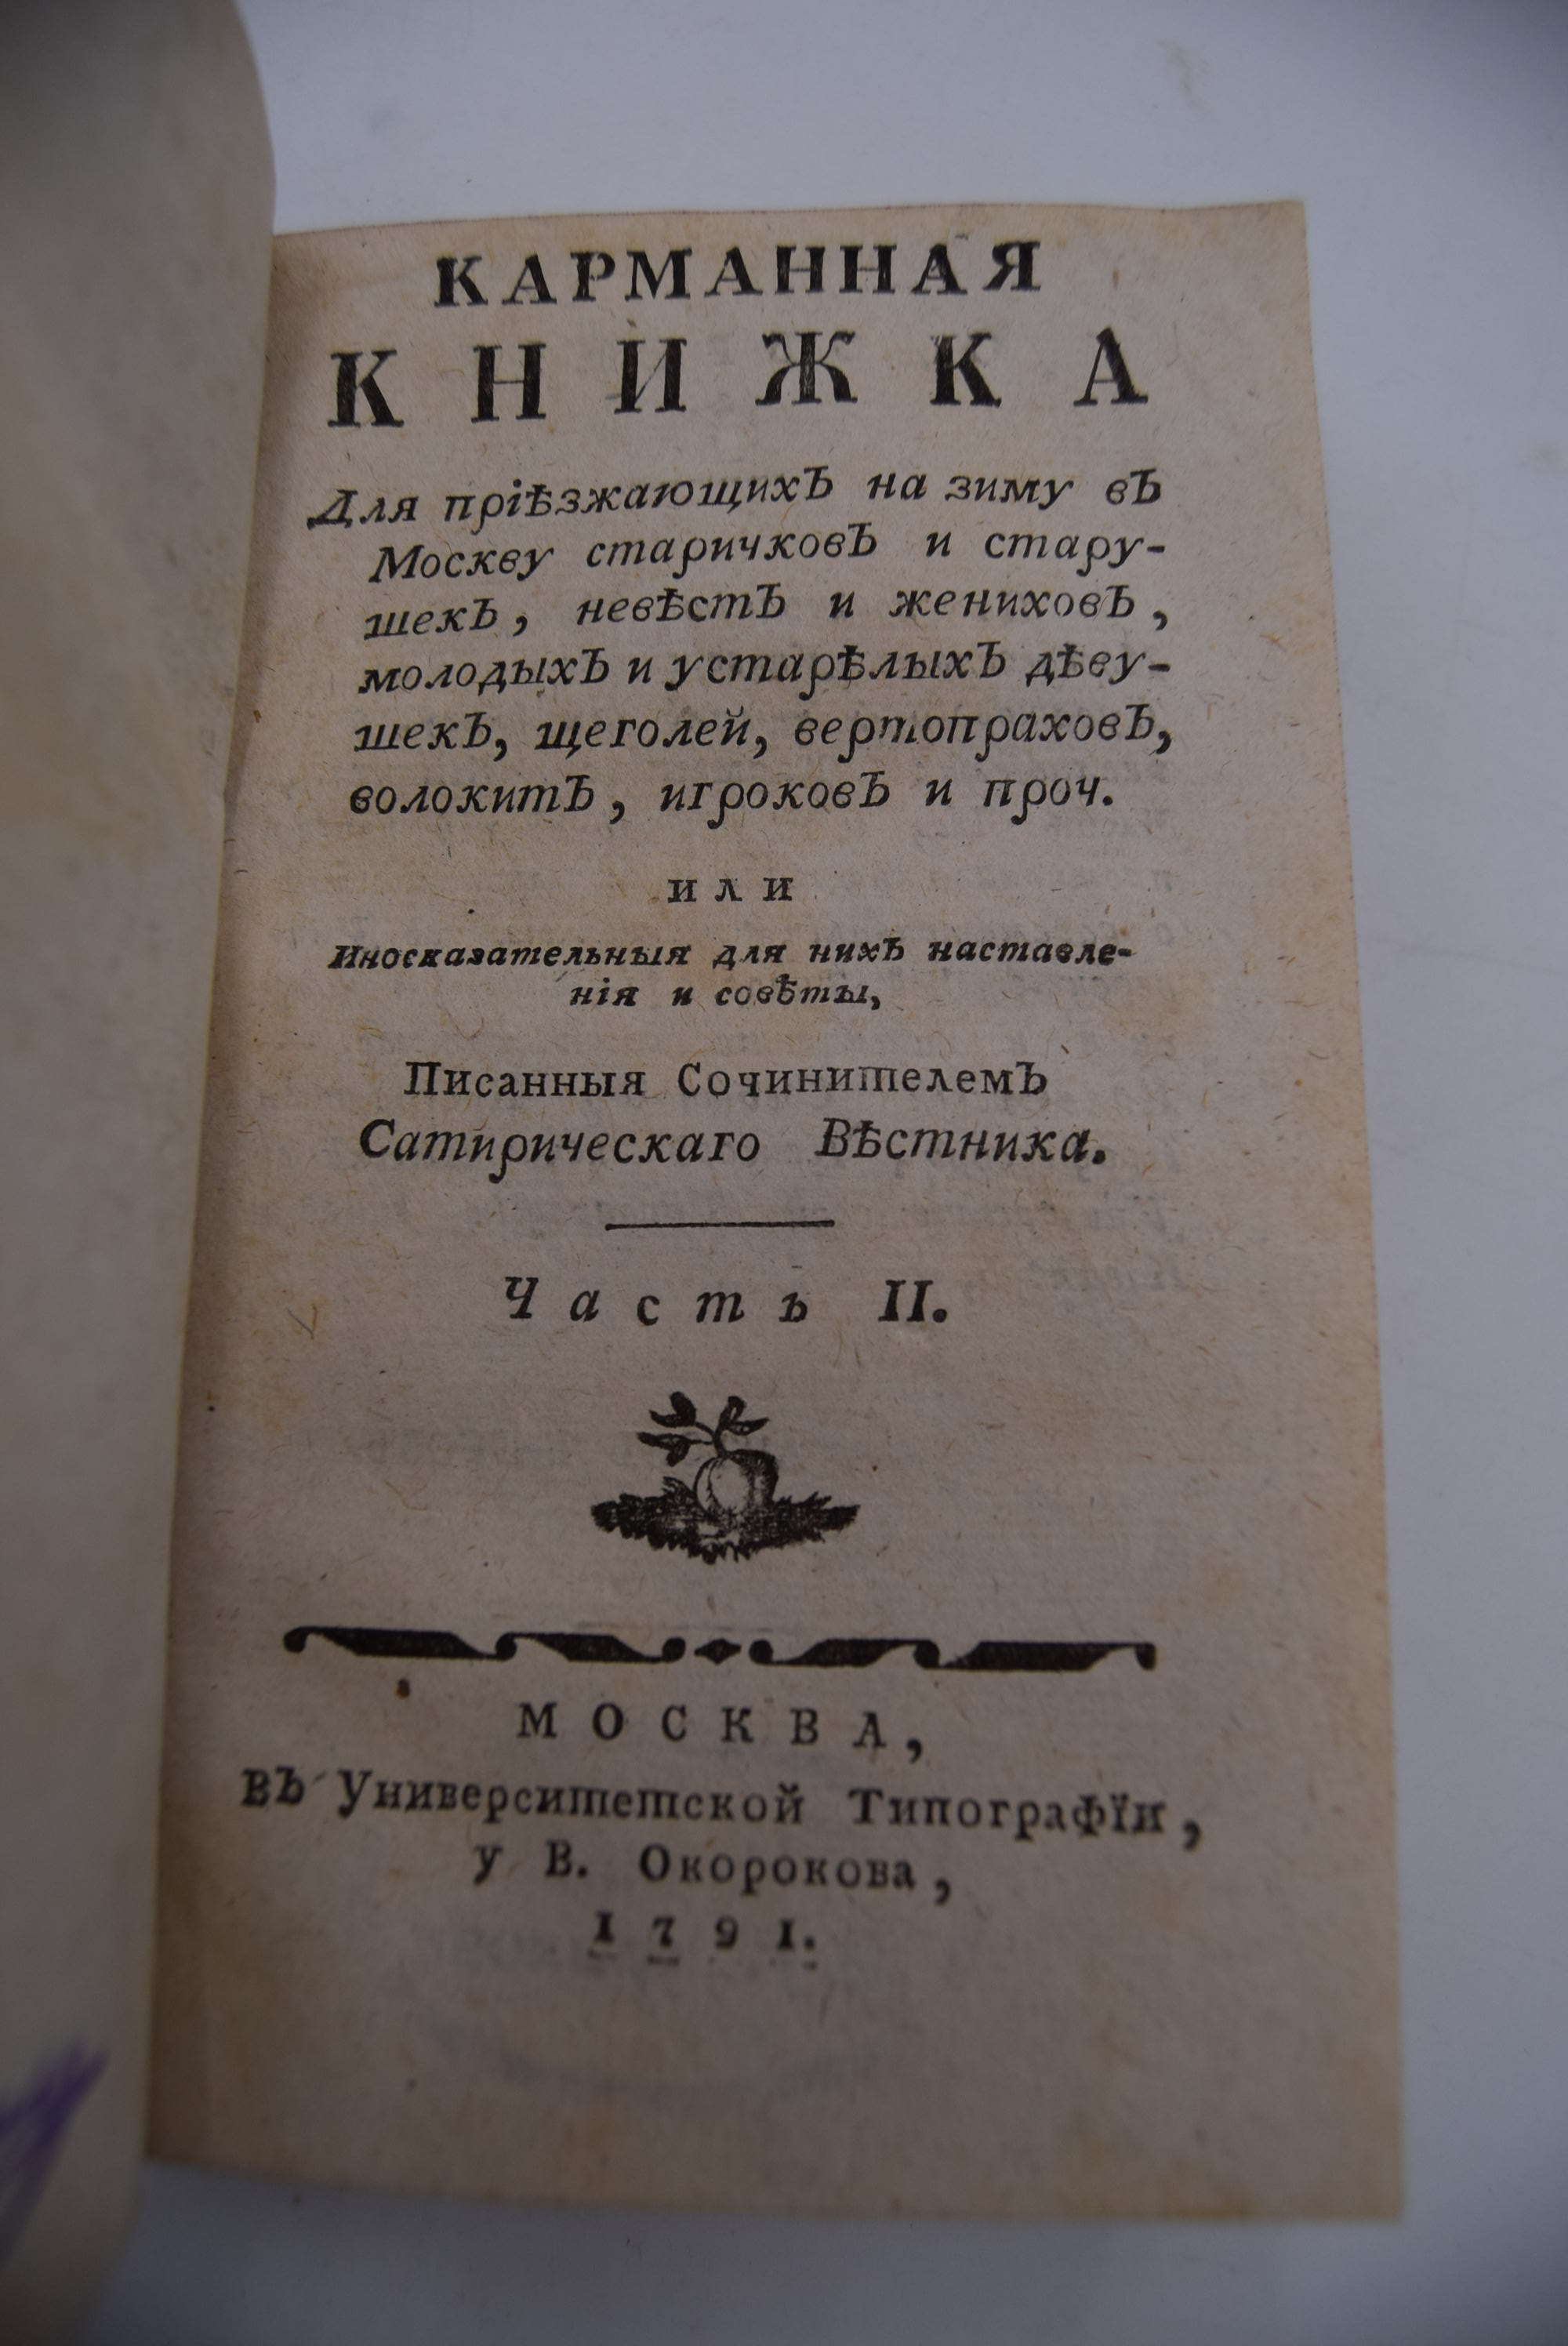 КАРМАННАЯ
КНИЖКА
Для пріѣзжающихъ на зиму въ
Москву старичковъ и стару-
шекъ, невѣстъ и жениховъ,
молодыхъ и устарѣлыхъ дѣву-
шекъ, щеголей, вертопраховъ,
волокитъ, игроковъ и проч.
или
Иносказательныя для нихъ наставле-
нія и совѣты,
Писанныя Сочинителемъ
Сатирическаго Вѣстника.
Часть II.
МОСКВА,
Въ Университетской Типографїи,
у В. Окорокова,
1791.